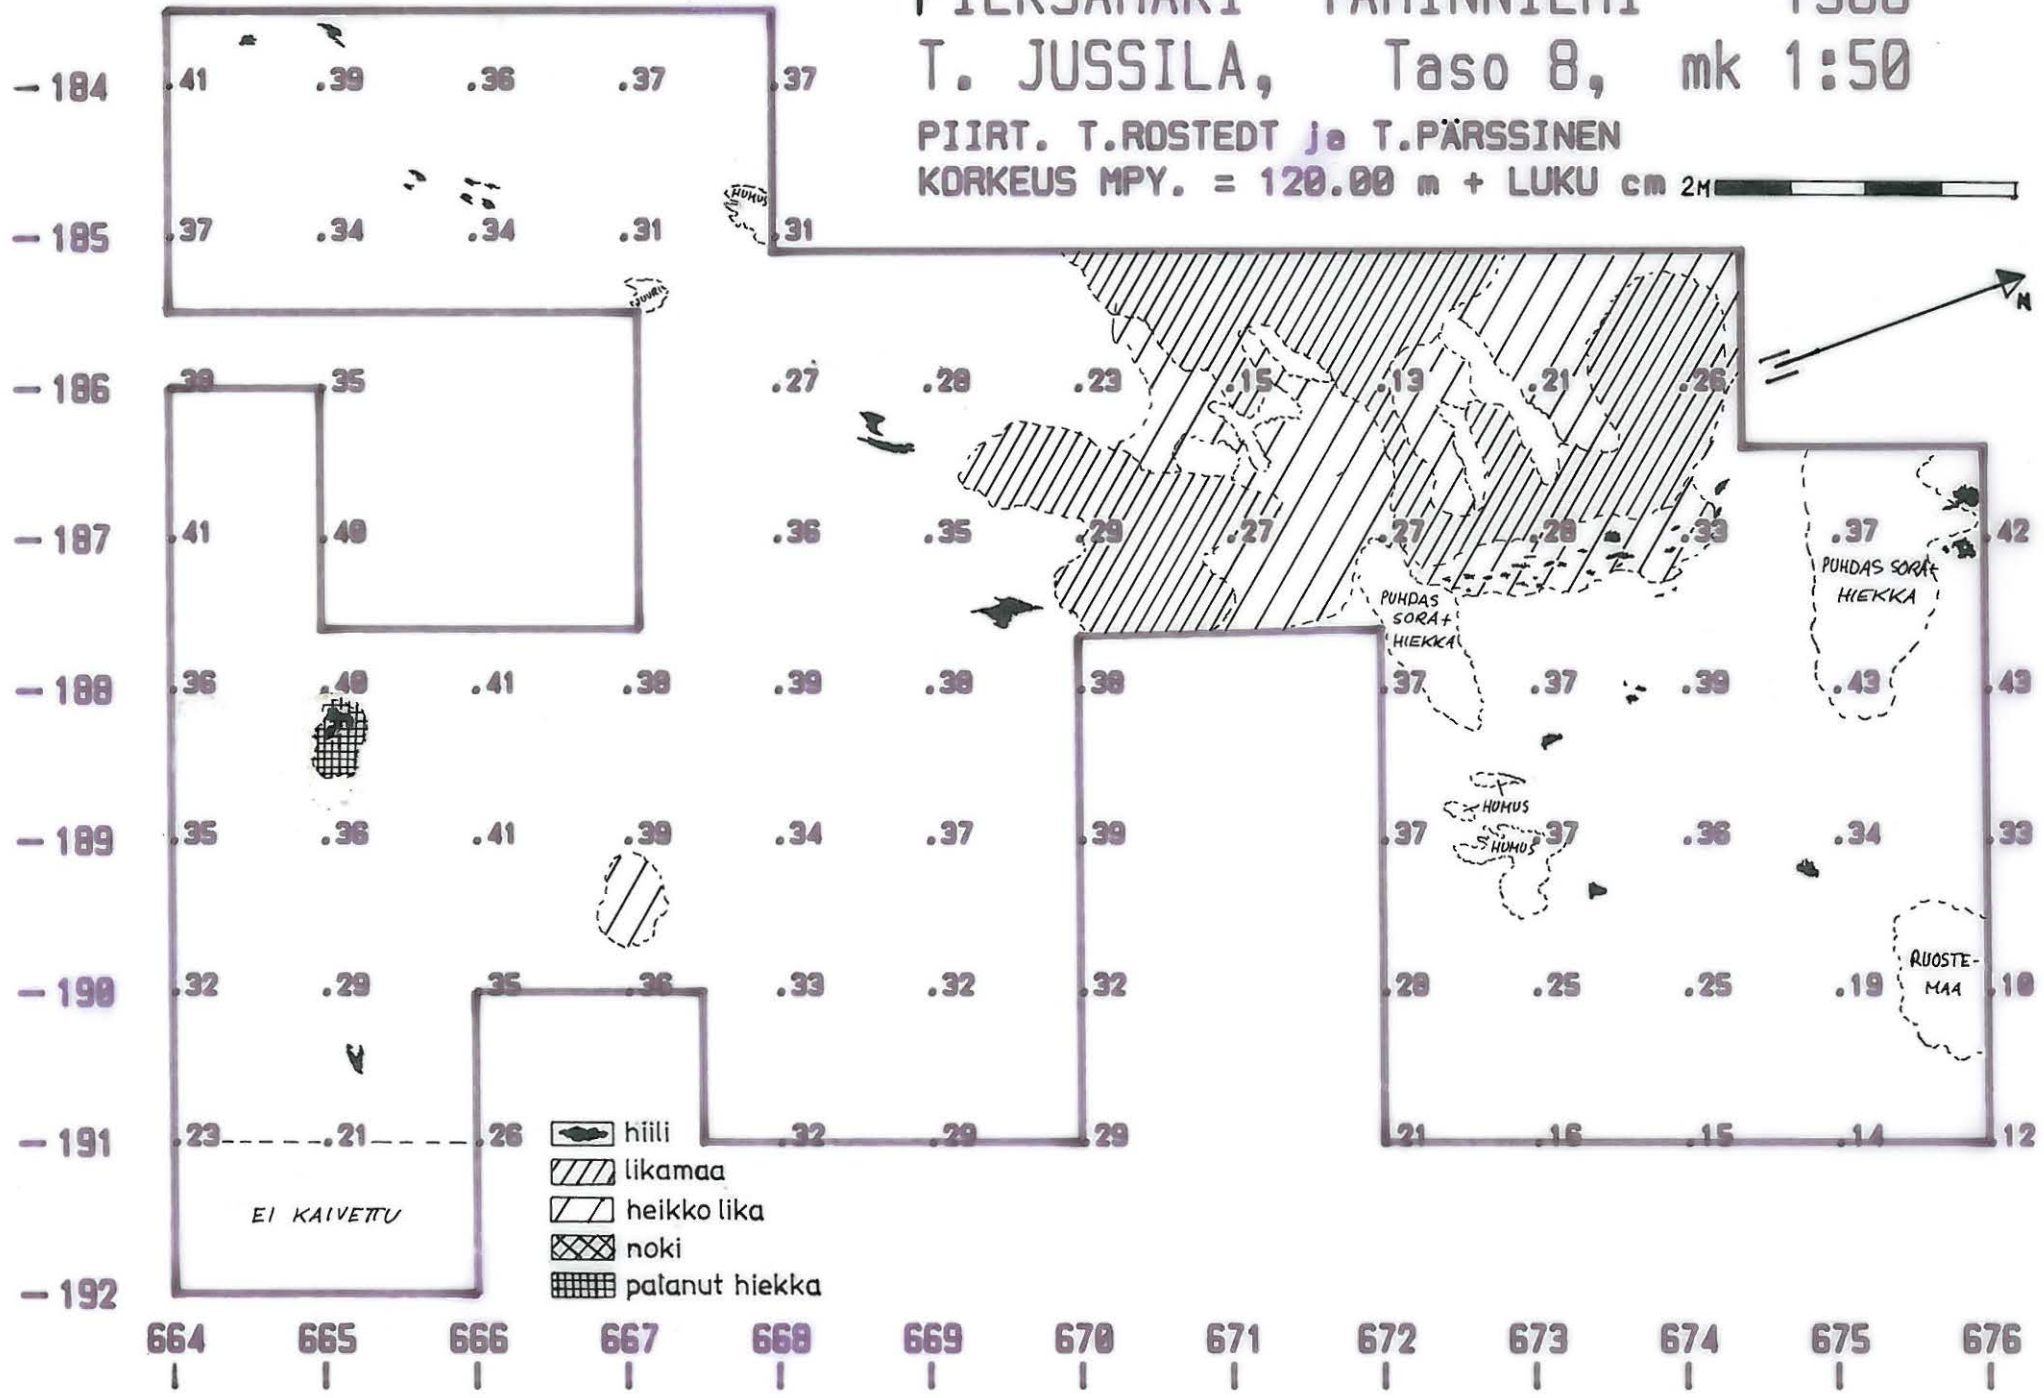 PIEKSÄMÄKI TAHINNIEMI
T. JUSSILA, Taso 8, mk 1:50
PIIRT. T.ROSTEDT ja T.PÄRSSINEN
KORKEUS MPY. = 120.00 m + LUKU cm 2M
N
-184 .41 .39 .36 .37 .37
HUMUS
-185 .37 .34 .34 .31 .31
JUURI
-186 .38 .35 .27 .28 .23 .15 .13 .21 .26
-187 .41 .40 .36 .35 .29 .27 .27 .28 .33 .37 .42
PUHDAS SORA+
HIEKKA
PUHDAS
SORA+
HIEKKA
-188 .36 .40 .41 .38 .39 .38 .38 .37 .37 .39 .43 .43
HUMUS
-189 .35 .36 .41 .39 .34 .37 .39 .37 .37 .36 .34 .33
HUMUS
RUOSTE-
MAA
-190 .32 .29 .35 .36 .33 .32 .32 .28 .25 .25 .19 .10
-191 .23 .21 .26 .32 .29 .29 .21 .16 .15 .14 .12
EI KAIVETTU
hiili
likamaa
heikko lika
noki
palanut hiekka
-192
664 665 666 667 668 669 670 671 672 673 674 675 676